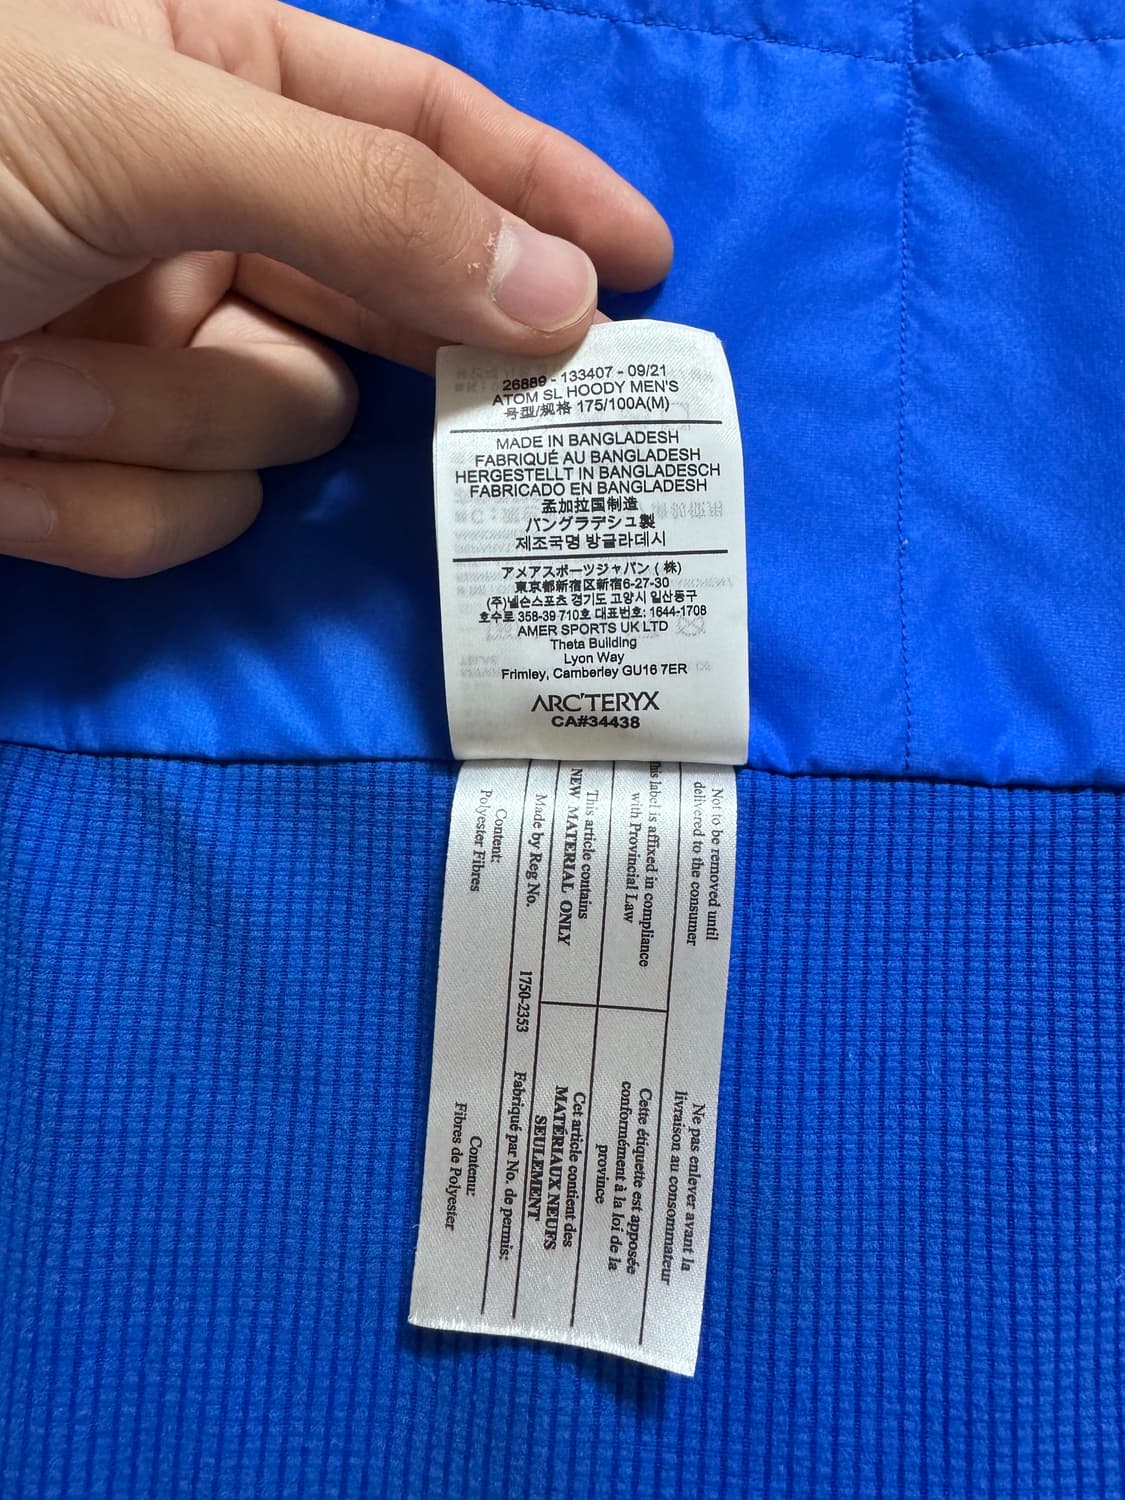 26889 - 133407 - 09/21
ATOM SL HOODY MEN'S
号型/规格 175/100A(M)
MADE IN BANGLADESH
FABRIQUÉ AU BANGLADESH
HERGESTELLT IN BANGLADESCH
FABRICADO EN BANGLADESH
孟加拉国制造
バングラデシュ製
제조국명 방글라데시
アメアスポーツジャパン (株)
東京都新宿区新宿6-27-30
(주)넬슨스포츠 경기도 고양시 일산동구
호수로 358-39 710호 대표번호: 1644-1708
AMER SPORTS UK LTD
Theta Building
Lyon Way
Frimley, Camberley GU16 7ER
ARC'TERYX
CA#34438
Not to be removed until
delivered to the consumer
Ne pas enlever avant la
livraison au consommateur
his label is affixed in compliance
with Provincial Law
Cette étiquette est apposée
conformément à la loi de la
province
This article contains
NEW MATERIAL ONLY
Cet article contient des
MATÉRIAUX NEUFS
SEULEMENT
Made by Reg No. 1750-2353 Fabriqué par No. de permis:
Content:
Polyester Fibres
Contenu:
Fibres de Polyester